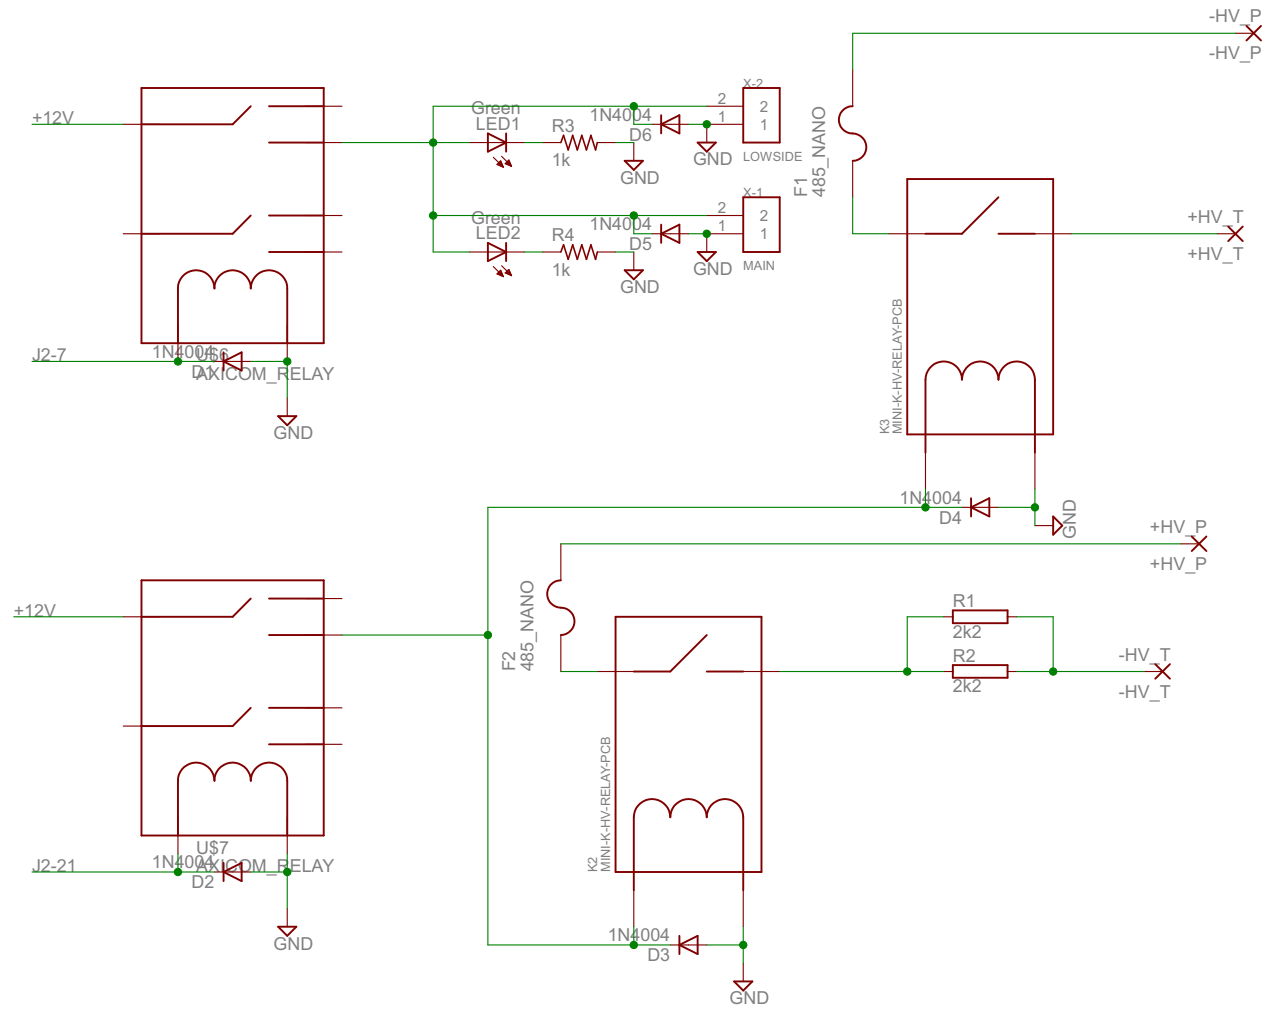 -HV_P
-HV_P
+12V
Green
LED1
R3
1k
1N4004
D6
GND
X-2
2
1
2
1
GND
LOWSIDE
F1
485_NANO
Green
LED2
R4
1k
1N4004
D5
GND
X-1
2
1
2
1
GND
MAIN
+HV_T
+HV_T
K3
MINI-K-HV-RELAY-PCB
J2-7
1N4004
D1
U$6
AXICOM_RELAY
GND
1N4004
D4
GND
+HV_P
+HV_P
+12V
F2
485_NANO
R1
2k2
R2
2k2
-HV_T
-HV_T
K2
MINI-K-HV-RELAY-PCB
J2-21
1N4004
D2
U$7
AXICOM_RELAY
GND
1N4004
D3
GND